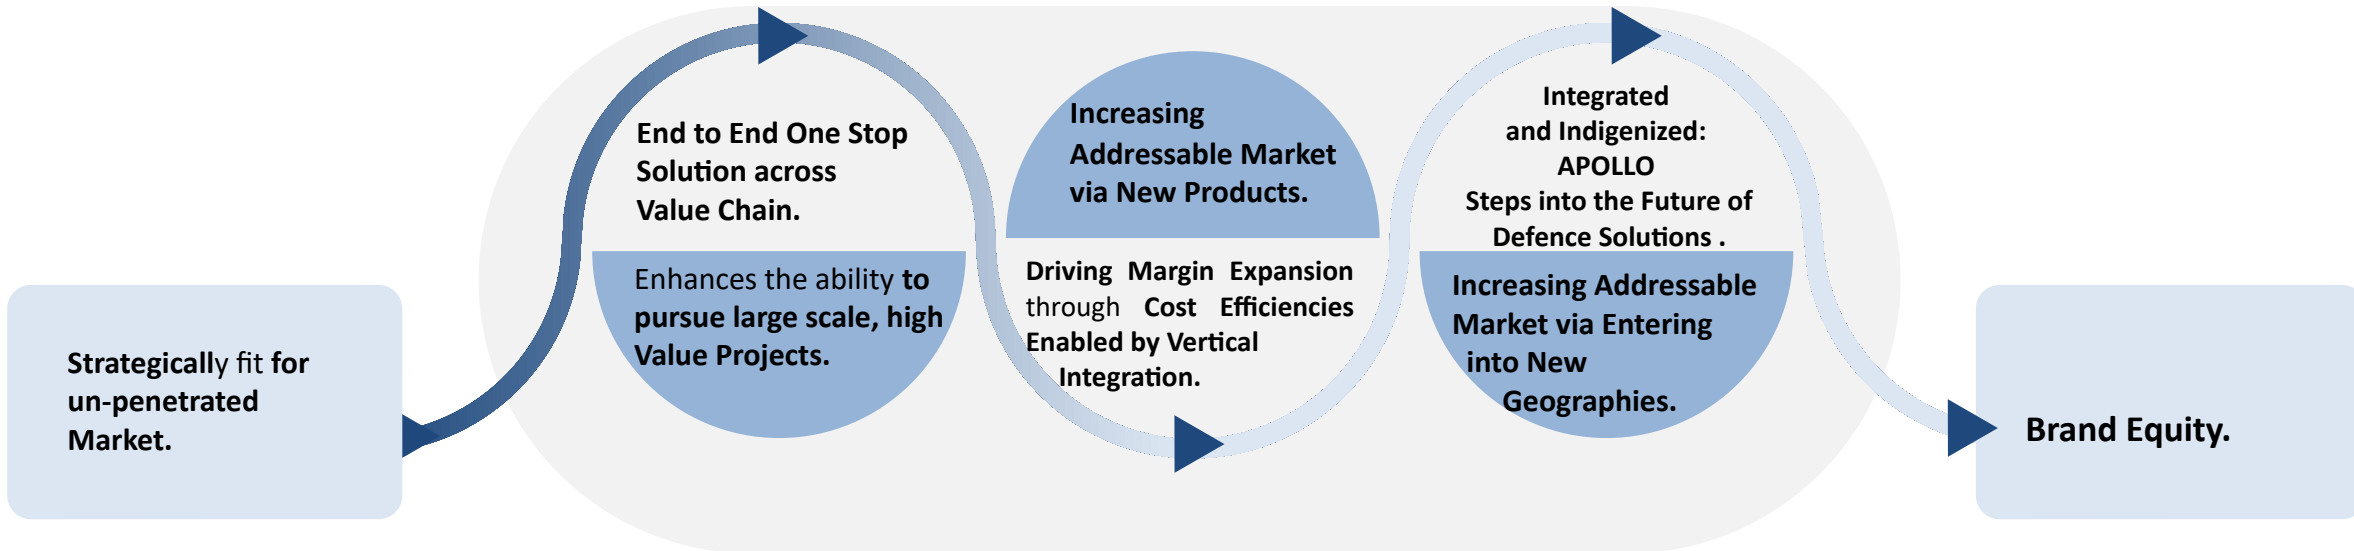 Strategically fit for
un-penetrated
Market.
End to End One Stop
Solution across
Value Chain.
Enhances the ability to
pursue large scale, high
Value Projects.
Increasing
Addressable Market
via New Products.
Driving Margin Expansion
through Cost Efficiencies
Enabled by Vertical
Integration.
Integrated
and Indigenized:
APOLLO
Steps into the Future of
Defence Solutions .
Increasing Addressable
Market via Entering
into New
Geographies.
Brand Equity.